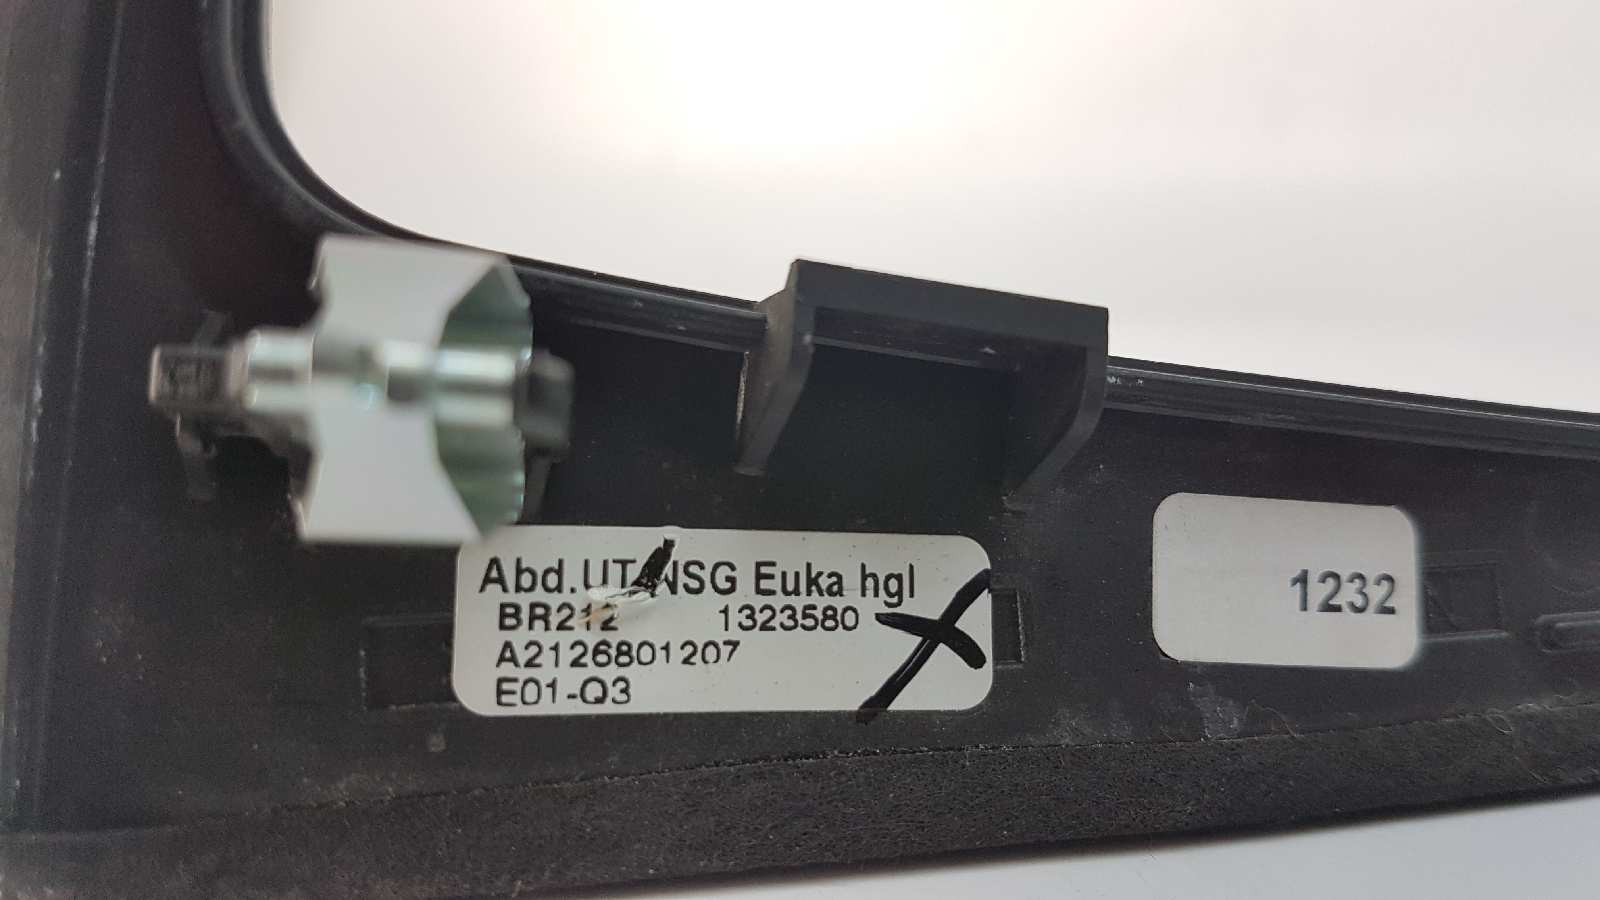 Abd.UT NSG Euka hgl
BR212 1323580
A2126801207
E01-Q3
1232